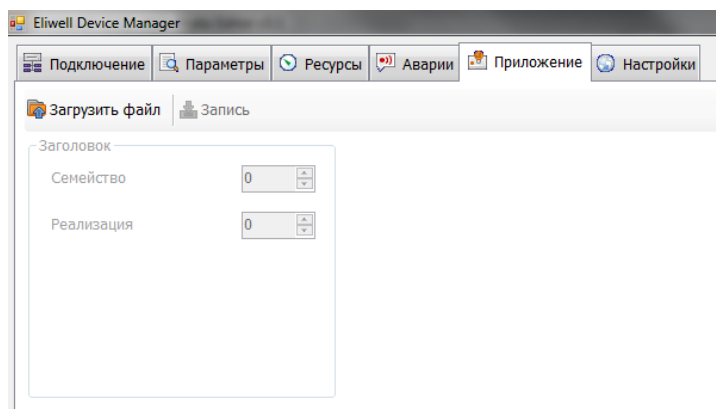 Eliwell Device Manager
Подключение Параметры Ресурсы Аварии Приложение Настройки
Загрузить файл Запись
Заголовок
Семейство 0
Реализация 0